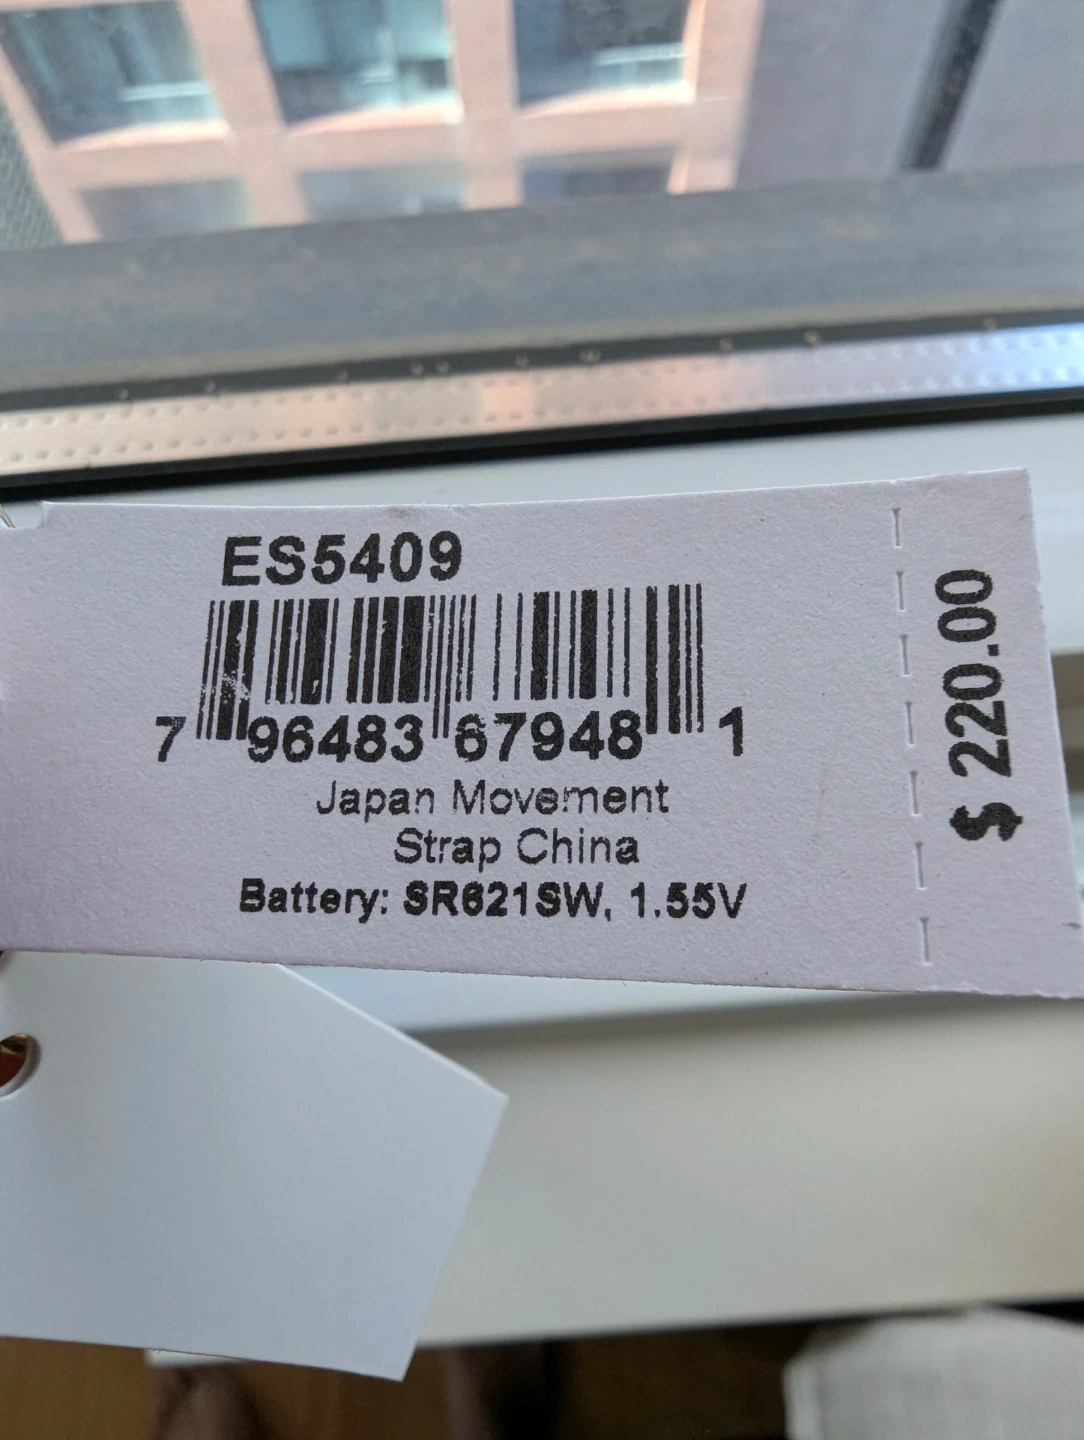 ES5409
7 96483 67948 1
Japan Movement
Strap China
Battery: SR621SW, 1.55V
$ 220.00